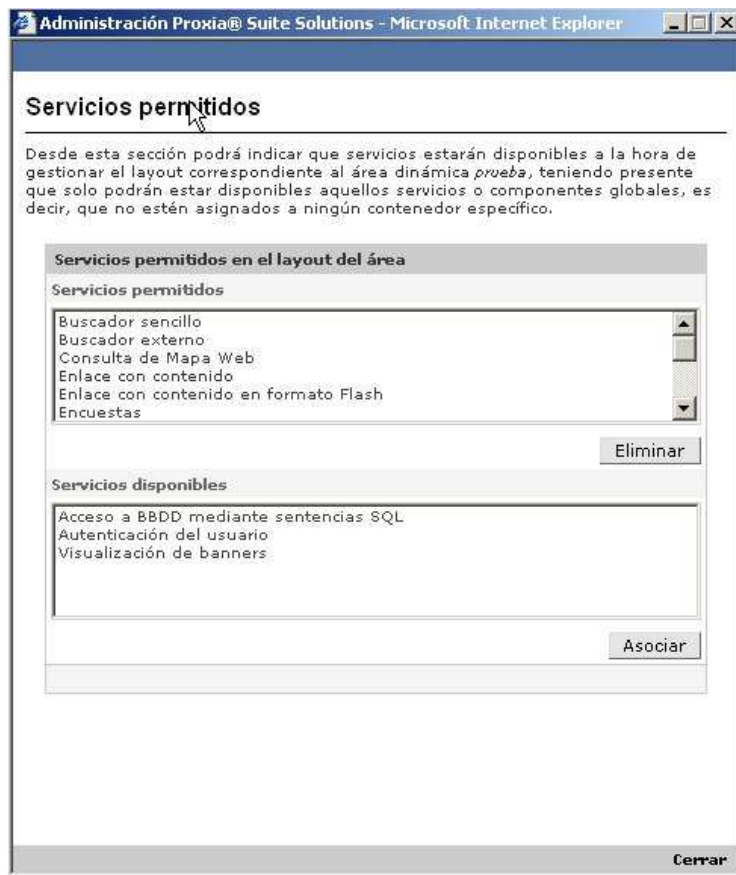 Administración Proxia® Suite Solutions - Microsoft Internet Explorer
Servicios permitidos
Desde esta sección podrá indicar que servicios estarán disponibles a la hora de
gestionar el layout correspondiente al área dinámica prueba, teniendo presente
que solo podrán estar disponibles aquellos servicios o componentes globales, es
decir, que no estén asignados a ningún contenedor específico.
Servicios permitidos en el layout del área
Servicios permitidos
Buscador sencillo
Buscador externo
Consulta de Mapa Web
Enlace con contenido
Enlace con contenido en formato Flash
Encuestas
Eliminar
Servicios disponibles
Acceso a BBDD mediante sentencias SQL
Autenticación del usuario
Visualización de banners
Asociar
Cerrar